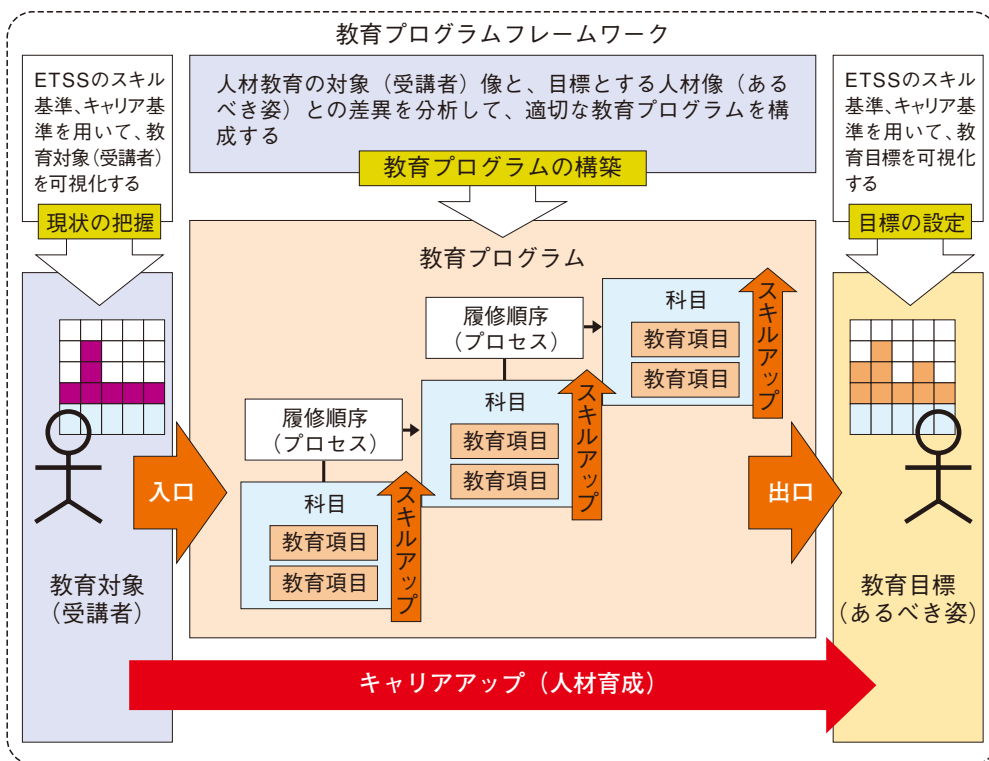 教育プログラムフレームワーク
ETSSのスキル
基準、キャリア基
準を用いて、教
育対象(受講者)
を可視化する
現状の把握
人材教育の対象（受講者）像と、目標とする人材像（ある
べき姿）との差異を分析して、適切な教育プログラムを構
成する
教育プログラムの構築
ETSSのスキル
基準、キャリア基
準を用いて、教
育目標を可視化
する
目標の設定
教育プログラム
履修順序
（プロセス）
科目
教育項目
教育項目
スキルアップ
履修順序
（プロセス）
科目
教育項目
教育項目
スキルアップ
科目
教育項目
教育項目
スキルアップ
入口
出口
教育対象
（受講者）
教育目標
（あるべき姿）
キャリアアップ（人材育成）